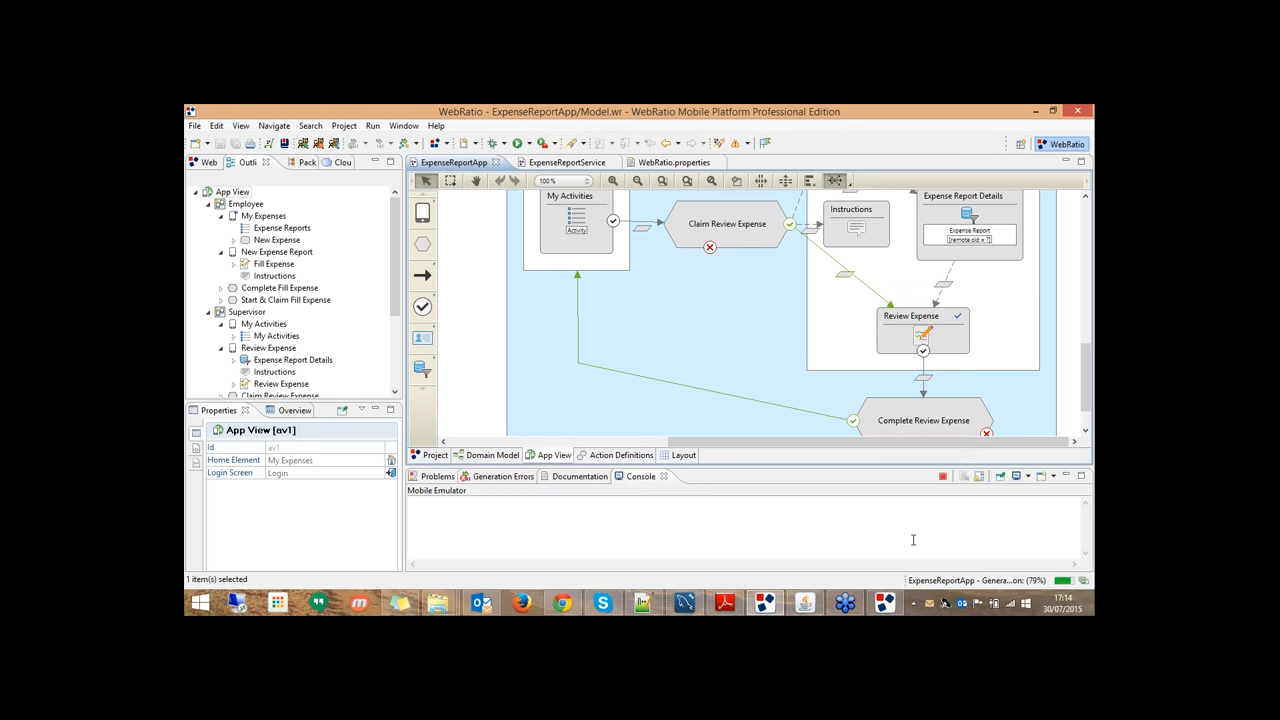 WebRatio - ExpenseReportApp/Model.wr - WebRatio Mobile Platform Professional Edition
File Edit View Navigate Search Project Run Window Help
WebRatio
Web Outli Pack Clou
ExpenseReportApp ExpenseReportService WebRatio.properties
100%
App View
Employee
My Expenses
Expense Reports
New Expense
New Expense Report
Fill Expense
Instructions
Complete Fill Expense
Start & Claim Fill Expense
Supervisor
My Activities
My Activities
Review Expense
Expense Report Details
Instructions
Review Expense
Claim Review Expense
My Activities
Activity
Claim Review Expense
Instructions
Expense Report Details
Expense Report
[remote oid = ?]
Review Expense
Complete Review Expense
Properties Overview
App View [av1]
Id av1
Home Element My Expenses
Login Screen Login
Project Domain Model App View Action Definitions Layout
Problems Generation Errors Documentation Console
Mobile Emulator
1 item(s) selected
ExpenseReportApp - Genera...on: (79%)
17:14
30/07/2015